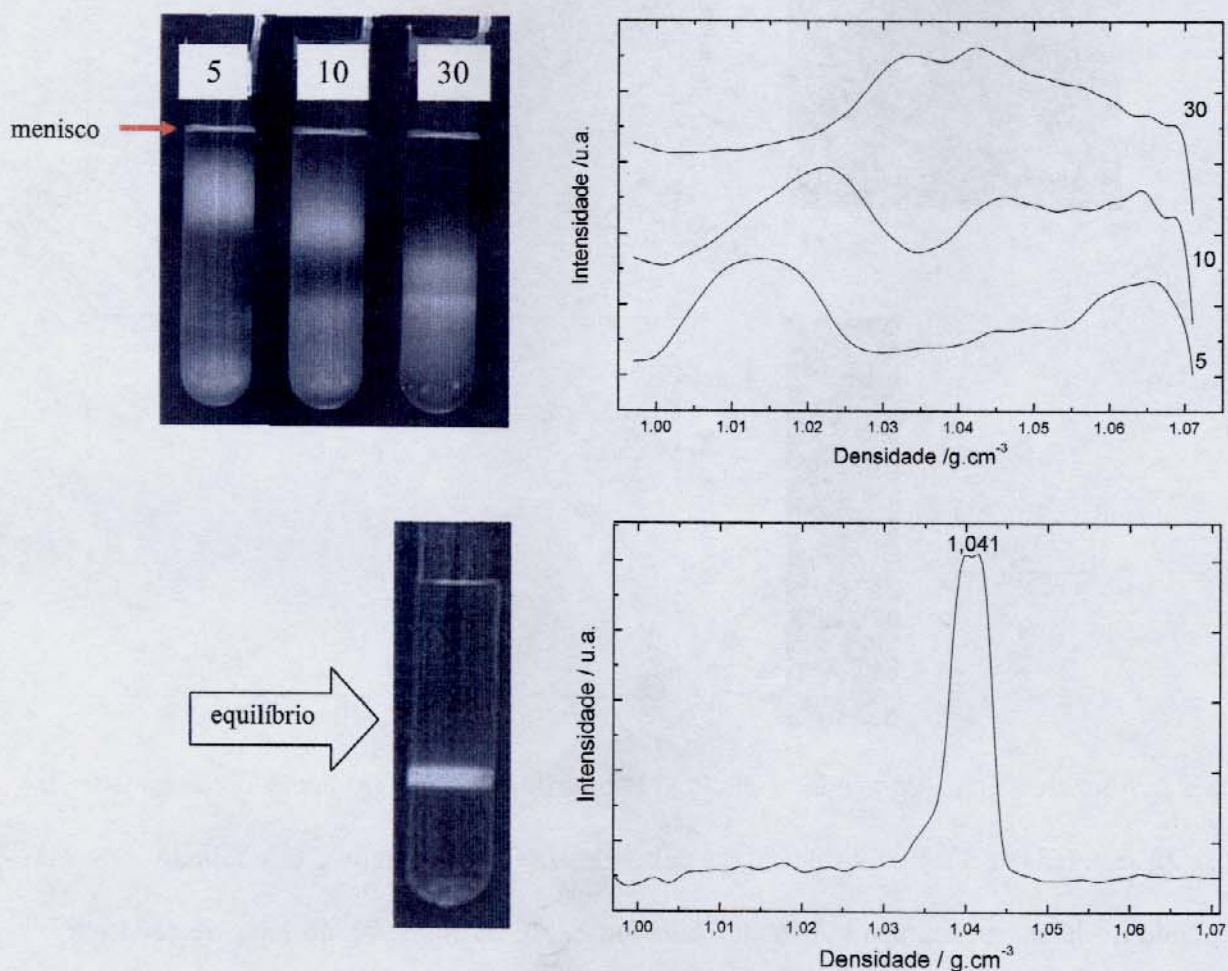 5 10 30
menisco
Intensidade /u.a.
30
10
5
1.00 1.01 1.02 1.03 1.04 1.05 1.06 1.07
Densidade /g.cm-3
equilíbrio
Intensidade / u.a.
1,041
1,00 1,01 1,02 1,03 1,04 1,05 1,06 1,07
Densidade / g.cm-3